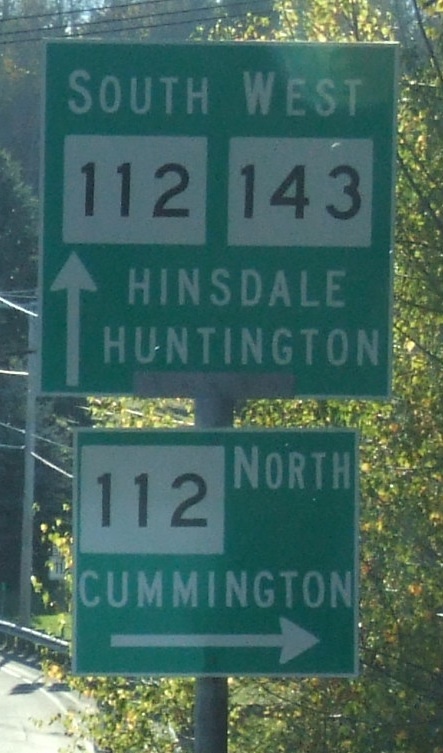 SOUTH WEST
112 143
HINSDALE
HUNTINGTON
112 NORTH
CUMMINGTON